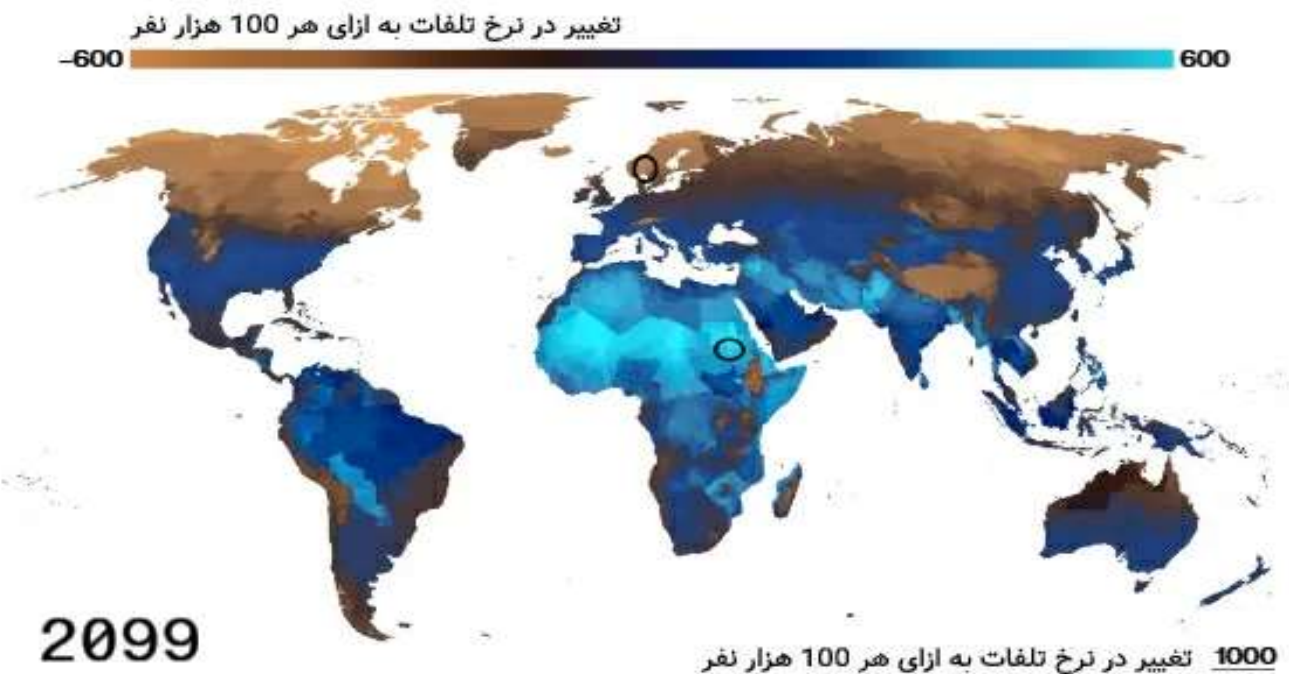 تغییر در نرخ تلفات به ازای هر 100 هزار نفر
–600 600
2099
1000 تغییر در نرخ تلفات به ازای هر 100 هزار نفر